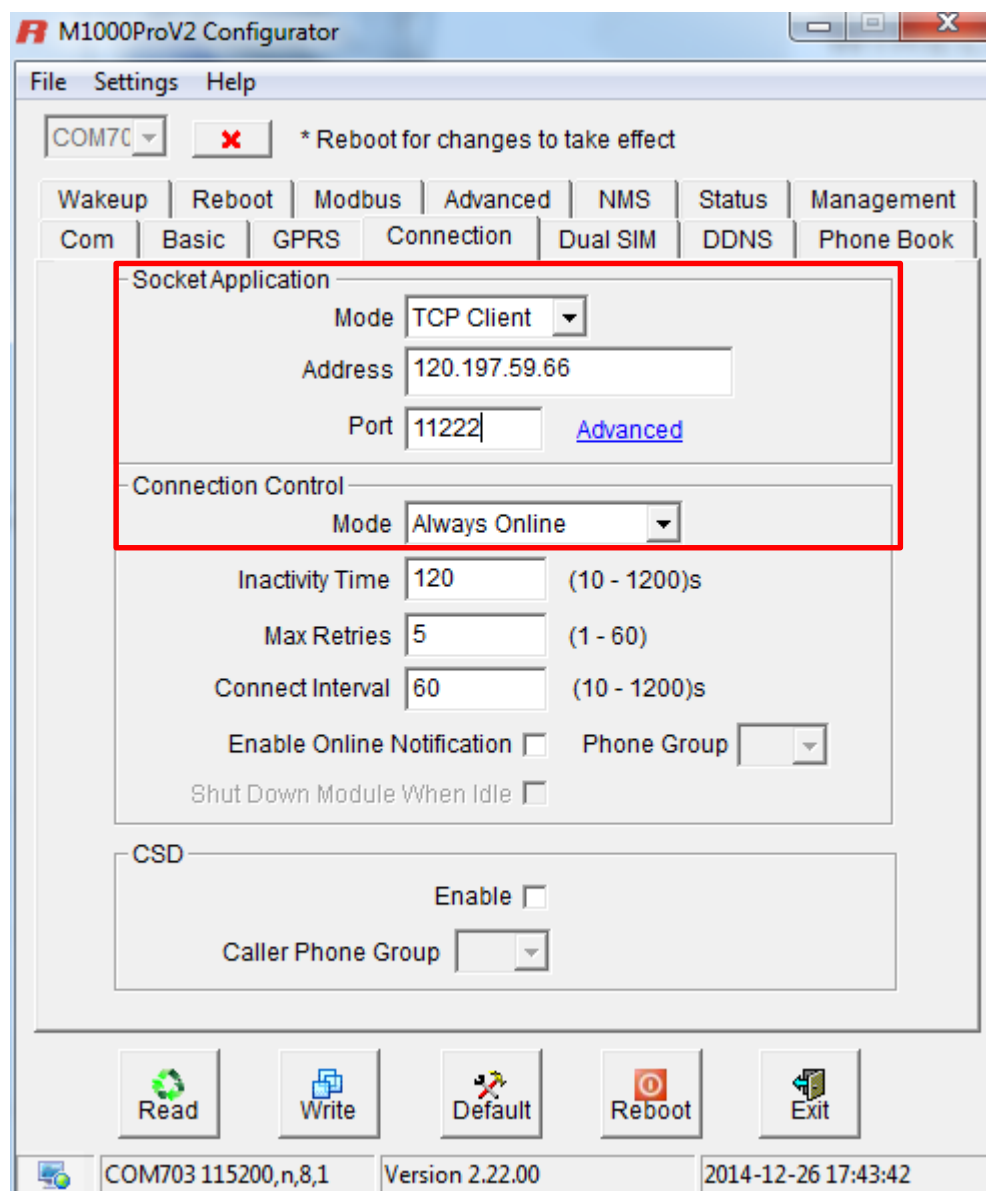 M1000ProV2 Configurator
File Settings Help
COM70 * Reboot for changes to take effect
Wakeup Reboot Modbus Advanced NMS Status Management
Com Basic GPRS Connection Dual SIM DDNS Phone Book
Socket Application
Mode TCP Client
Address 120.197.59.66
Port 11222 Advanced
Connection Control
Mode Always Online
Inactivity Time 120 (10 - 1200)s
Max Retries 5 (1 - 60)
Connect Interval 60 (10 - 1200)s
Enable Online Notification Phone Group
Shut Down Module When Idle
CSD
Enable
Caller Phone Group
Read Write Default Reboot Exit
COM703 115200,n,8,1 Version 2.22.00 2014-12-26 17:43:42